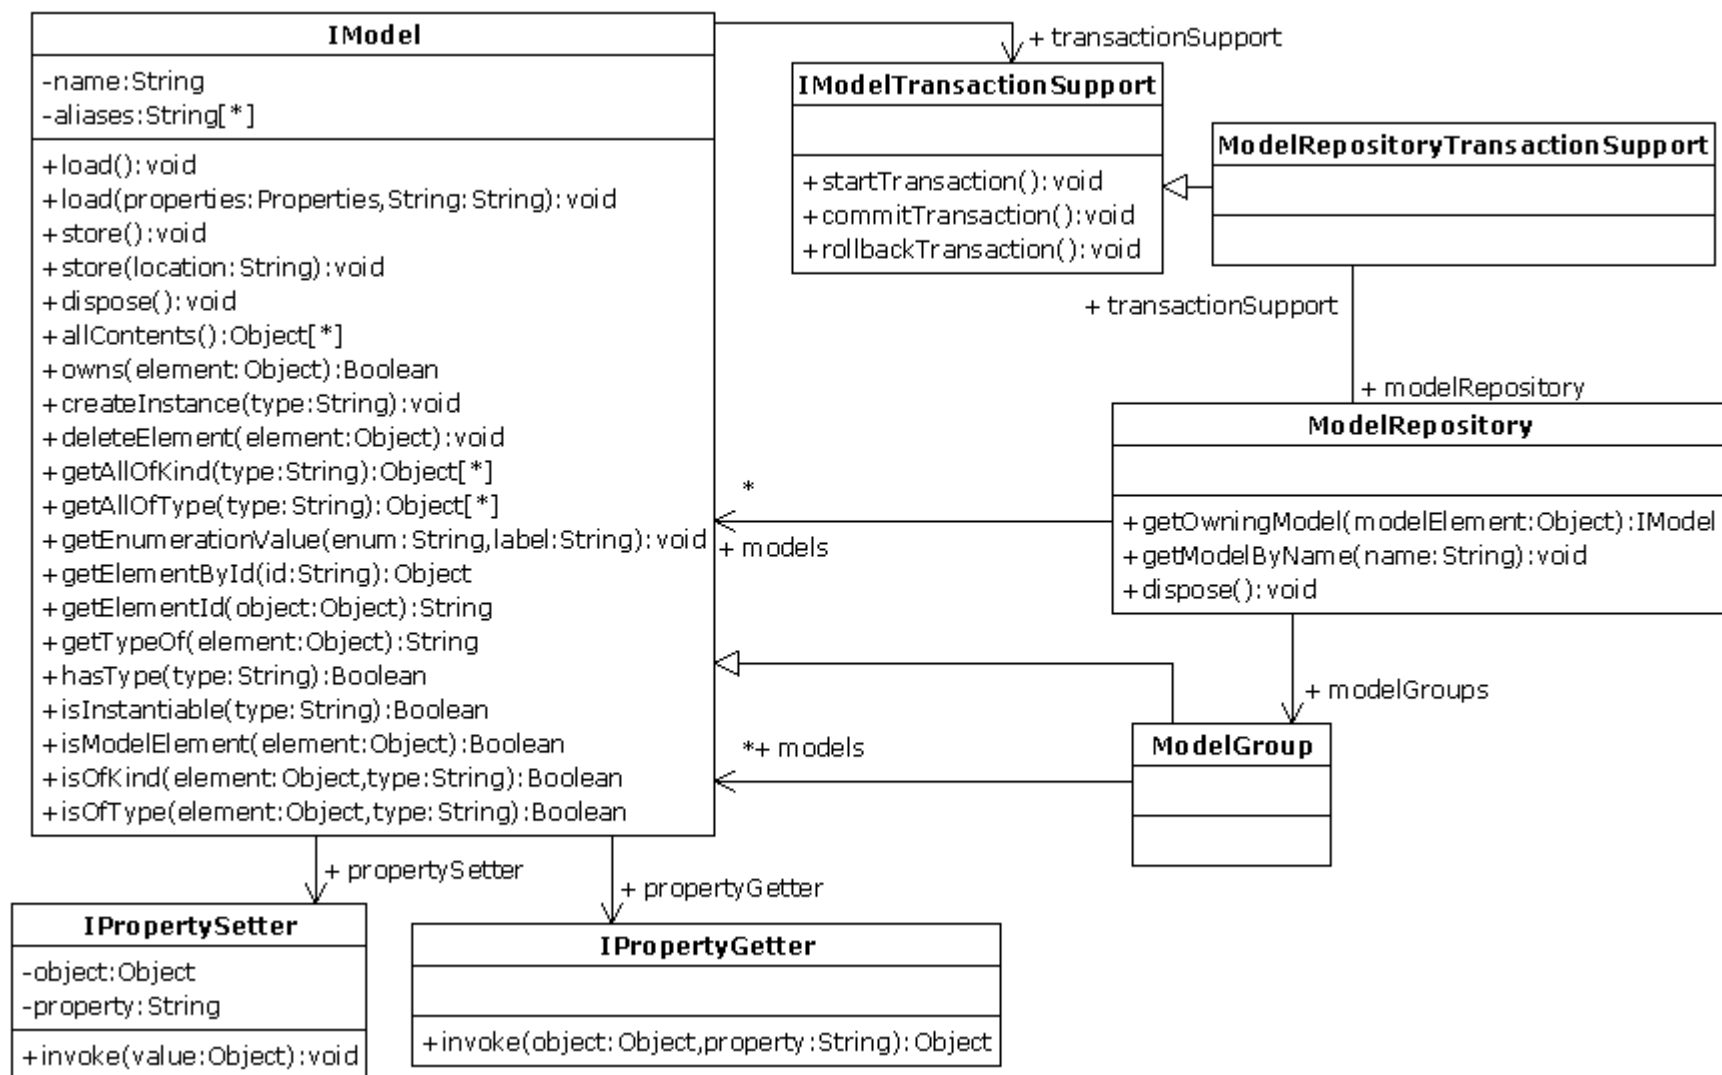 IModel
-name:String
-aliases:String[*]
+load():void
+load(properties:Properties,String:String):void
+store():void
+store(location:String):void
+dispose():void
+allContents():Object[*]
+owns(element:Object):Boolean
+createInstance(type:String):void
+deleteElement(element:Object):void
+getAllOfKind(type:String):Object[*]
+getAllOfType(type:String):Object[*]
+getEnumerationValue(enum:String,label:String):void
+getElementById(id:String):Object
+getElementId(object:Object):String
+getTypeOf(element:Object):String
+hasType(type:String):Boolean
+isInstantiable(type:String):Boolean
+isModelElement(element:Object):Boolean
+isOfKind(element:Object,type:String):Boolean
+isOfType(element:Object,type:String):Boolean
+ transactionSupport
IModelTransactionSupport
+startTransaction():void
+commitTransaction():void
+rollbackTransaction():void
ModelRepositoryTransactionSupport
+ transactionSupport
+ modelRepository
ModelRepository
+getOwningModel(modelElement:Object):IModel
+getModelByName(name:String):void
+dispose():void
*
+ models
+ modelGroups
ModelGroup
*+ models
+ propertySetter
+ propertyGetter
IPropertySetter
-object:Object
-property:String
+invoke(value:Object):void
IPropertyGetter
+invoke(object:Object,property:String):Object